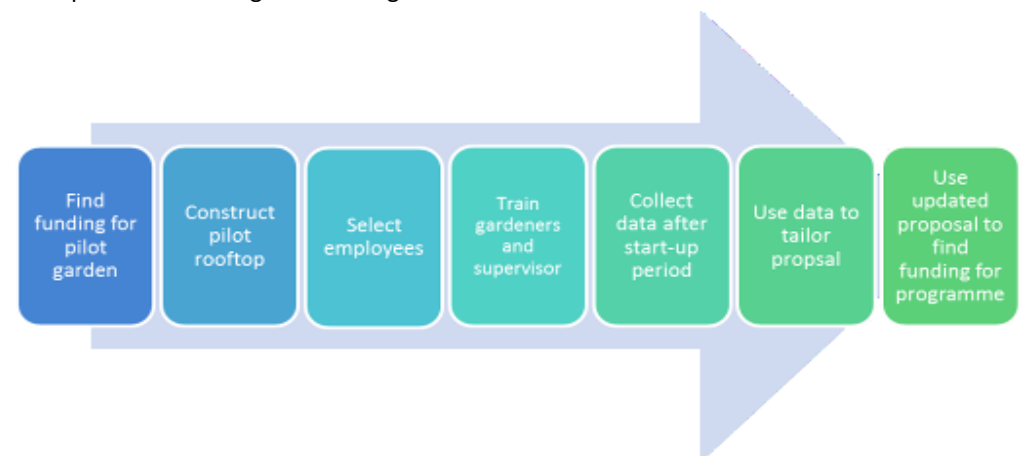 Find
funding for
pilot
garden
Construct
pilot
rooftop
Select
employees
Train
gardeners
and
supervisor
Collect
data after
start-up
period
Use data to
tailor
propsal
Use
updated
proposal to
find
funding for
programme